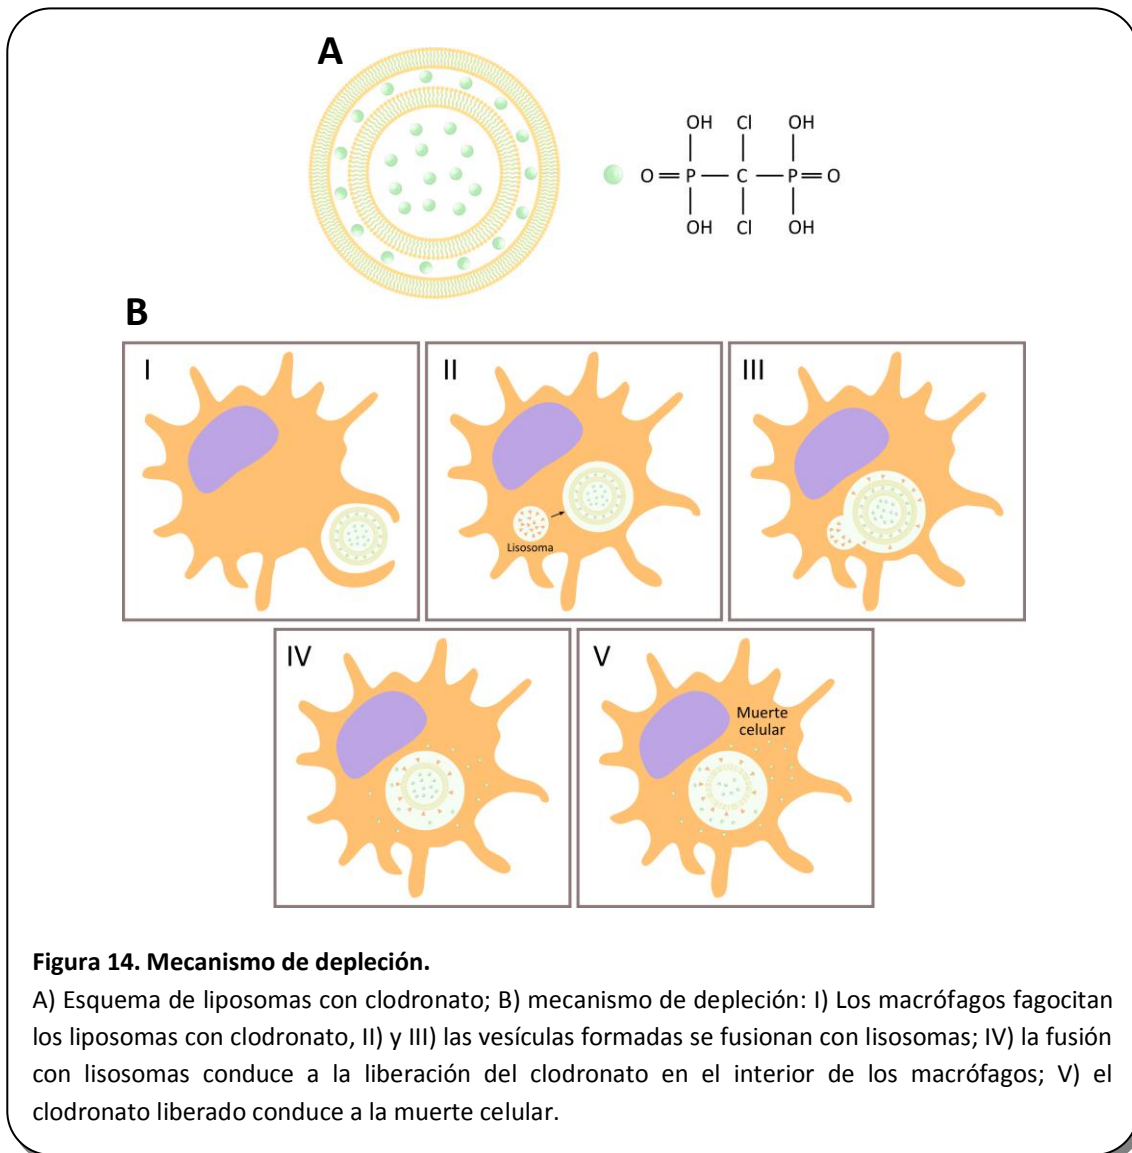 A
OH Cl OH
O = P — C — P = O
OH Cl OH
B
I
II
III
Lisosoma
IV
V
Muerte
celular
Figura 14. Mecanismo de depleción.
A) Esquema de liposomas con clodronato; B) mecanismo de depleción: I) Los macrófagos fagocitan
los liposomas con clodronato, II) y III) las vesículas formadas se fusionan con lisosomas; IV) la fusión
con lisosomas conduce a la liberación del clodronato en el interior de los macrófagos; V) el
clodronato liberado conduce a la muerte celular.